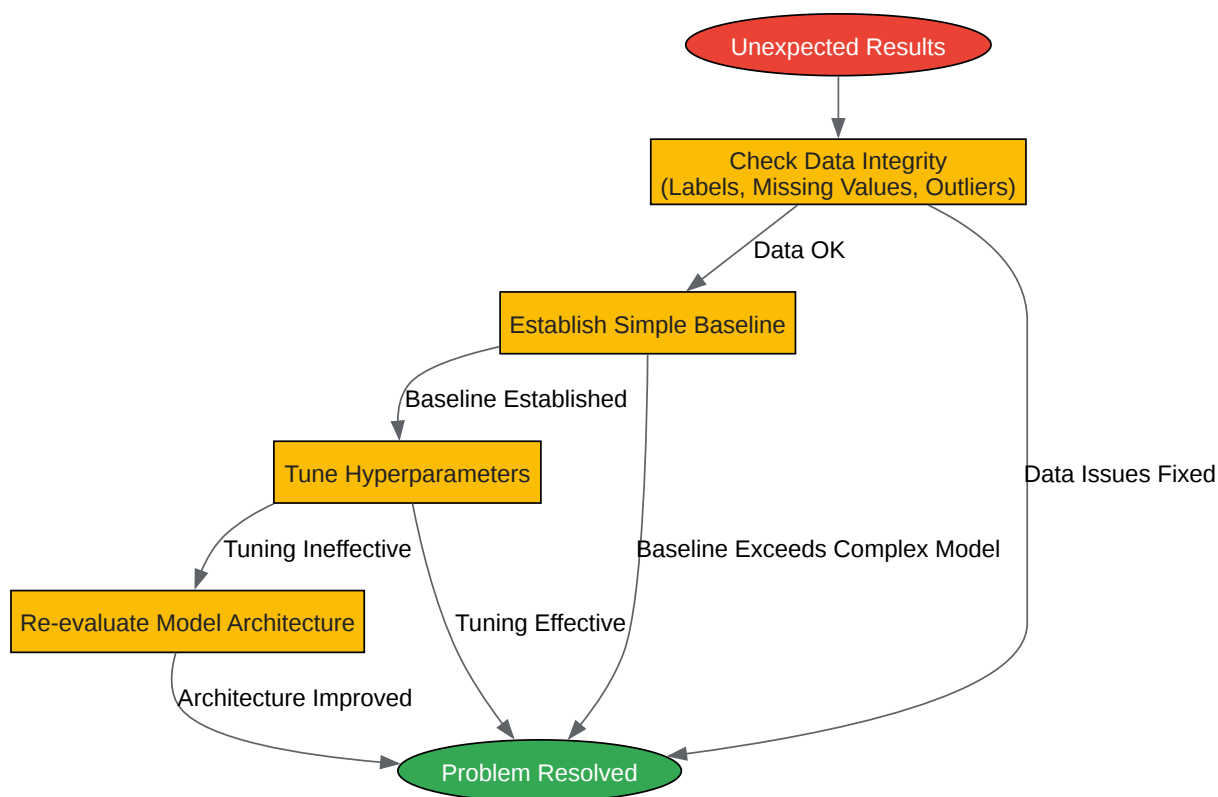 Unexpected Results
Check Data Integrity
(Labels, Missing Values, Outliers)
Data OK
Establish Simple Baseline
Baseline Established
Tune Hyperparameters
Data Issues Fixed
Tuning Ineffective
Baseline Exceeds Complex Model
Re-evaluate Model Architecture
Tuning Effective
Architecture Improved
Problem Resolved